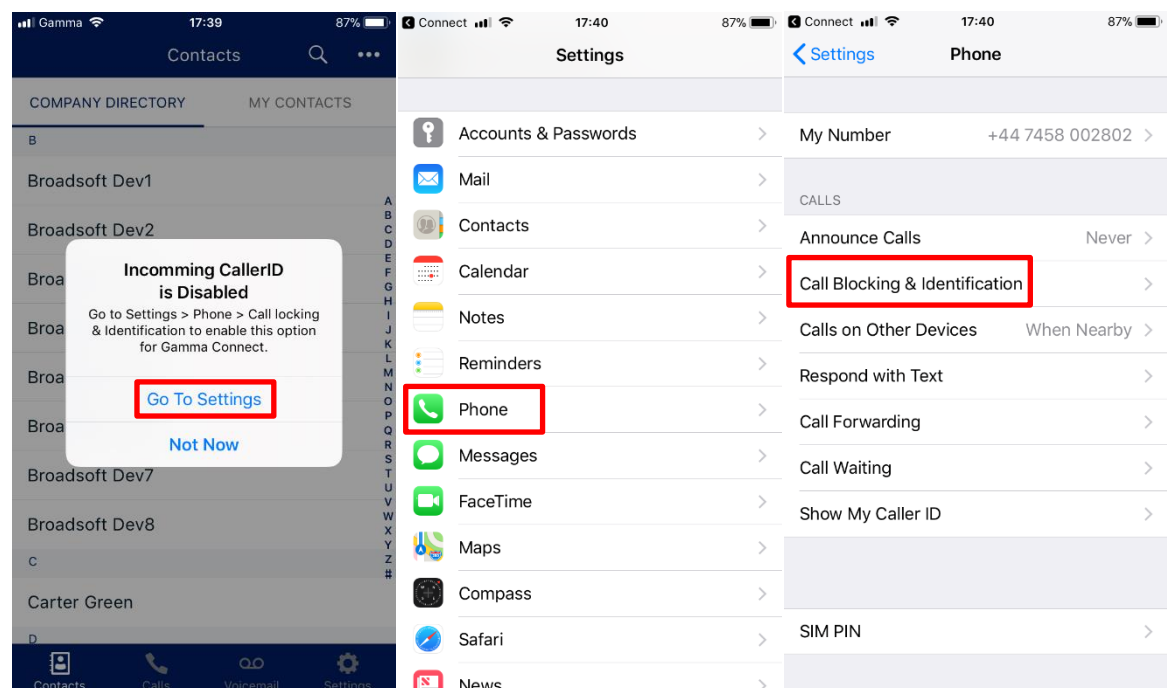 Gamma 17:39 87%
Contacts
COMPANY DIRECTORY MY CONTACTS
B
Broadsoft Dev1
Broadsoft Dev2
Broa
Broa
Broa
Broa
Broadsoft Dev7
Broadsoft Dev8
C
Carter Green
D
A
B
C
D
E
F
G
H
I
J
K
L
M
N
O
P
Q
R
S
T
U
V
W
X
Y
Z
#
Incomming CallerID
is Disabled
Go to Settings > Phone > Call locking
& Identification to enable this option
for Gamma Connect.
Go To Settings
Not Now
Contacts Calls Voicemail Settings
Connect 17:40 87%
Settings
Accounts & Passwords
Mail
Contacts
Calendar
Notes
Reminders
Phone
Messages
FaceTime
Maps
Compass
Safari
News
Connect 17:40 87%
Settings Phone
My Number +44 7458 002802
CALLS
Announce Calls Never
Call Blocking & Identification
Calls on Other Devices When Nearby
Respond with Text
Call Forwarding
Call Waiting
Show My Caller ID
SIM PIN